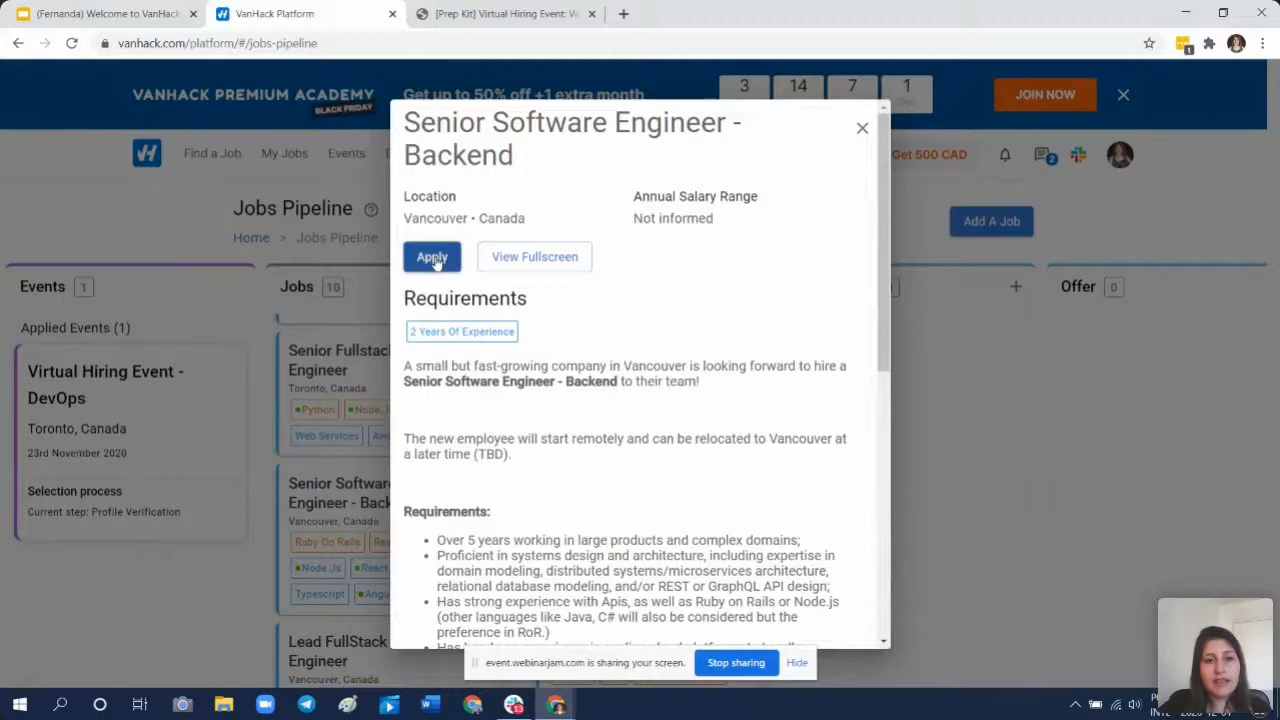 (Fernanda) Welcome to VanHack
VanHack Platform
[Prep Kit] Virtual Hiring Event: W
vanhack.com/platform/#/jobs-pipeline
1
VANHACK PREMIUM ACADEMY
BLACK FRIDAY
Get up to 50% off +1 extra month
3
14
7
1
JOIN NOW
Find a Job
My Jobs
Events
Get 500 CAD
2
Jobs Pipeline
Home > Jobs Pipeline
Add A Job
Events 1
Jobs 10
Offer 0
Applied Events (1)
Virtual Hiring Event -
DevOps
Toronto, Canada
23rd November 2020
Selection process
Current step: Profile Verification
Senior Fullstack
Engineer
Toronto, Canada
Python
Node.J
Web Services
Senior Software
Engineer - Back
Vancouver, Canada
Ruby On Rails
Node.Js
React
Typescript
Lead FullStack
Senior Software Engineer -
Backend
Location
Annual Salary Range
Vancouver • Canada
Not informed
Apply
View Fullscreen
Requirements
2 Years Of Experience
A small but fast-growing company in Vancouver is looking forward to hire a
Senior Software Engineer - Backend to their team!
The new employee will start remotely and can be relocated to Vancouver at
a later time (TBD).
Requirements:
• Over 5 years working in large products and complex domains;
• Proficient in systems design and architecture, including expertise in
domain modeling, distributed systems/microservices architecture,
relational database modeling, and/or REST or GraphQL API design;
• Has strong experience with Apis, as well as Ruby on Rails or Node.js
(other languages like Java, C# will also be considered but the
preference in RoR.)
event.webinarjam.com is sharing your screen.
Stop sharing
Hide